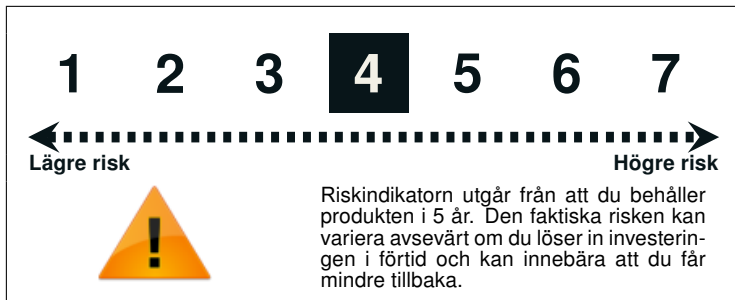 1 2 3 4 5 6 7
Lägre risk Högre risk
!
Riskindikatorn utgår från att du behåller
produkten i 5 år. Den faktiska risken kan
variera avsevärt om du löser in investerin-
gen i förtid och kan innebära att du får
mindre tillbaka.